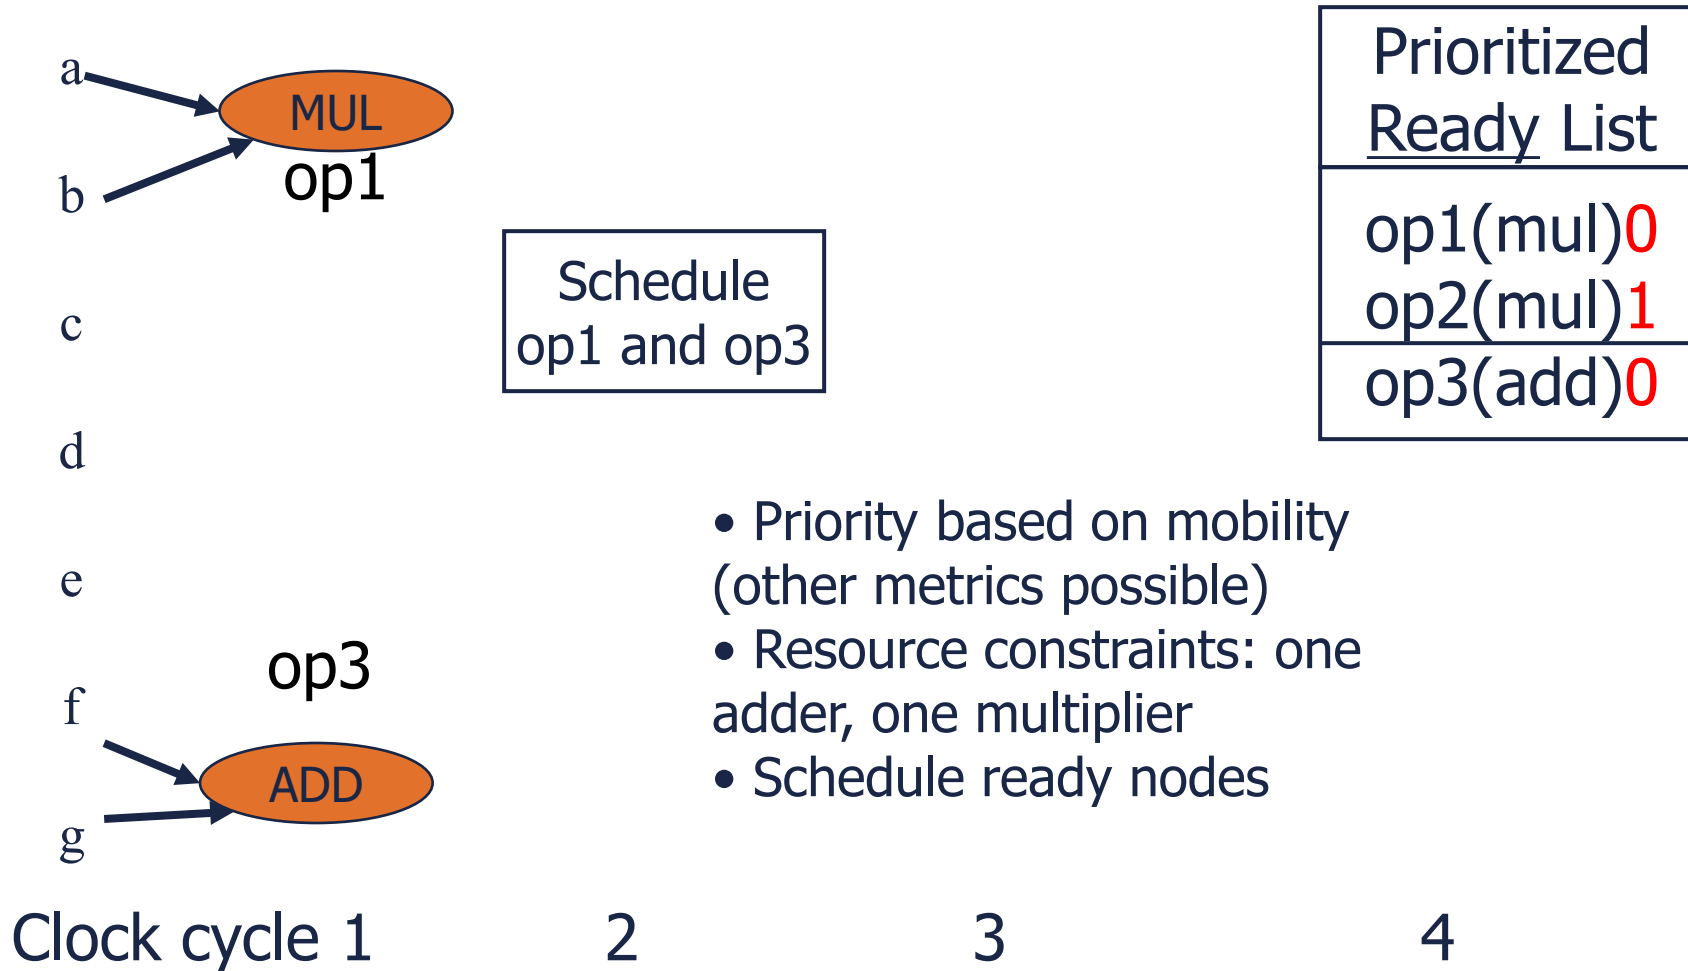 a
MUL
b
op1
c
d
e
op3
f
ADD
g
Schedule
op1 and op3
Prioritized
Ready List
op1(mul)0
op2(mul)1
op3(add)0
• Priority based on mobility
(other metrics possible)
• Resource constraints: one
adder, one multiplier
• Schedule ready nodes
Clock cycle 1 2 3 4